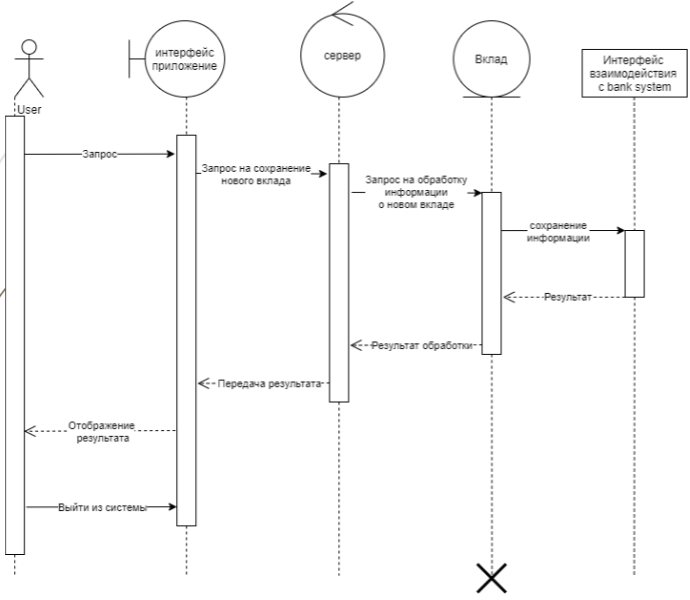 User
интерфейс
приложение
сервер
Вклад
Интерфейс
взаимодействия
с bank system
Запрос
Запрос на сохранение
нового вклада
Запрос на обработку
информации
о новом вкладе
сохранение
информации
Результат
Результат обработки
Передача результата
Отображение
результата
Выйти из системы